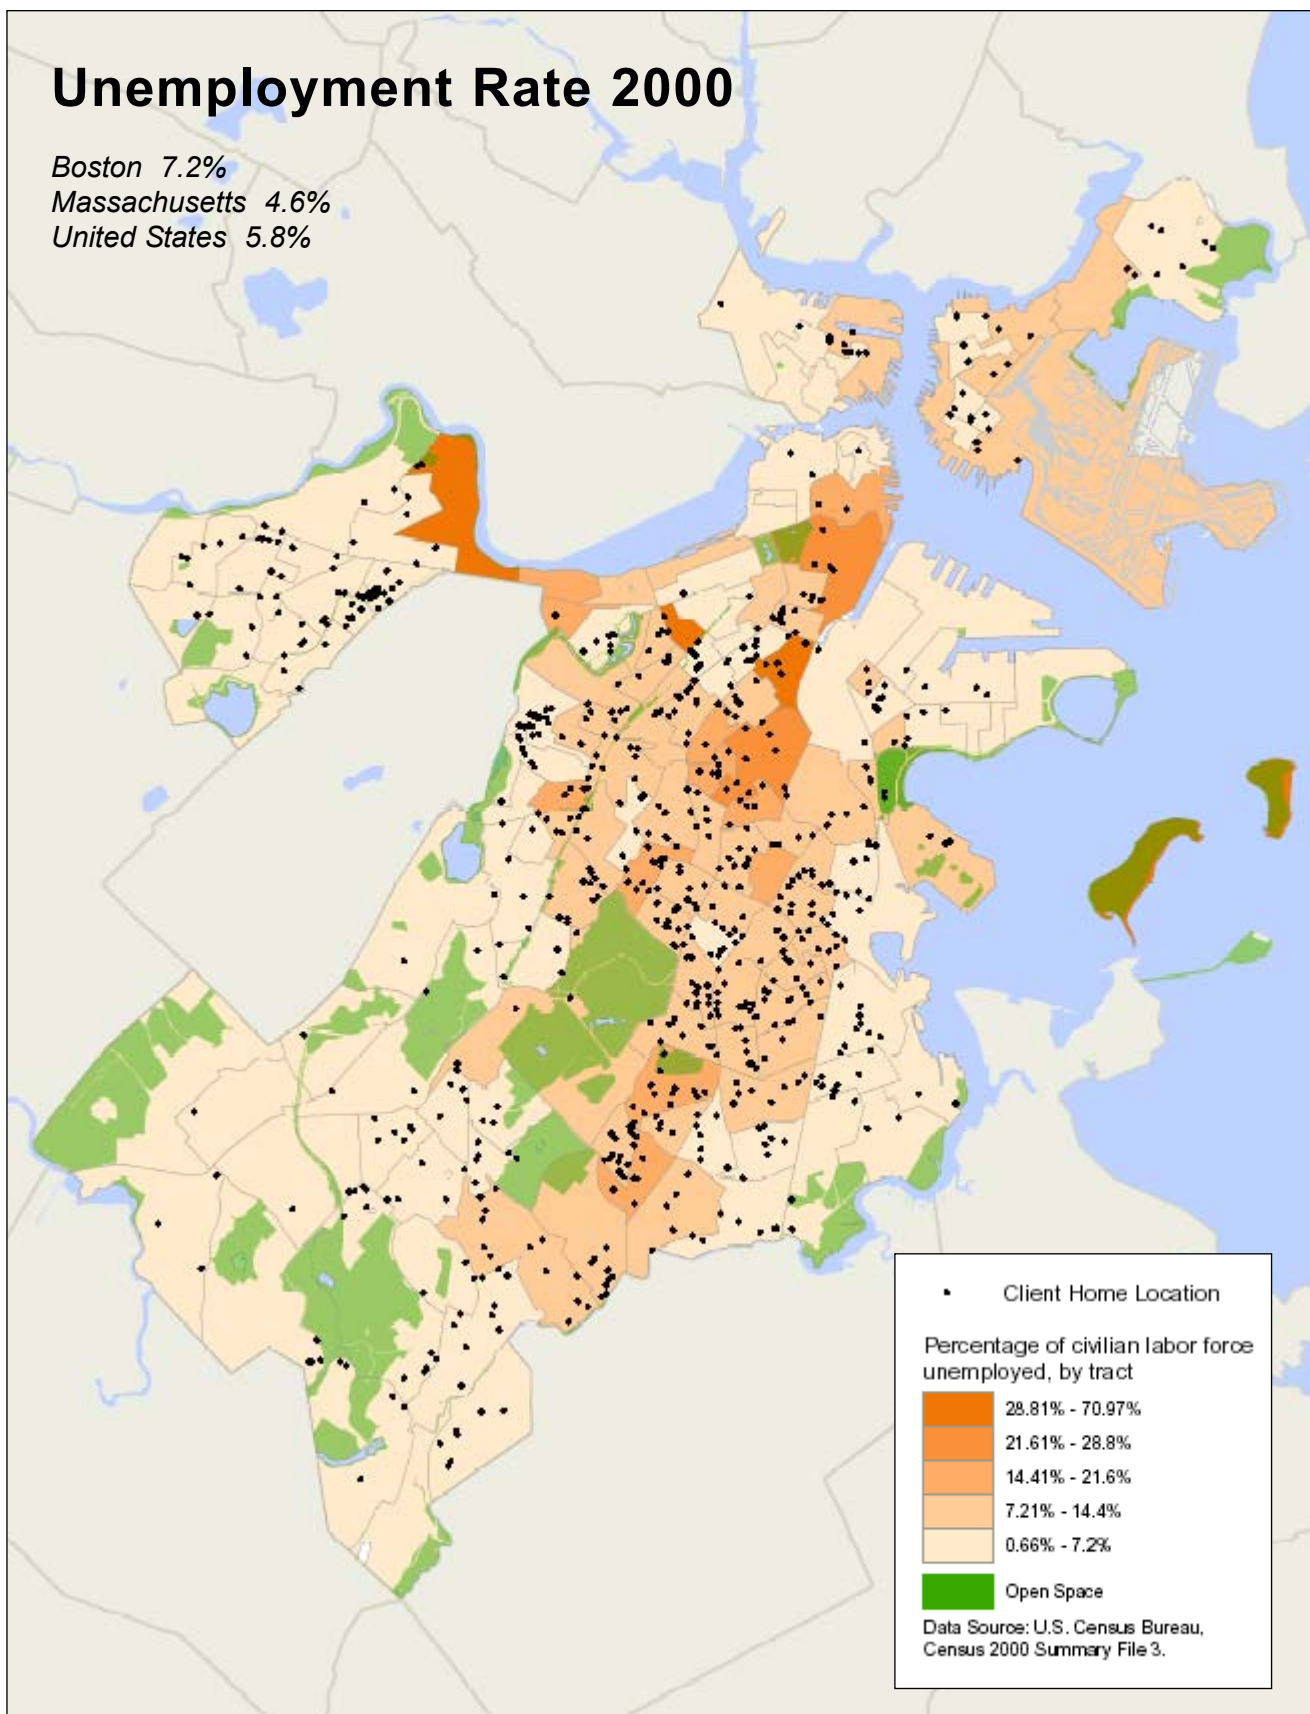 Unemployment Rate 2000
Boston 7.2%
Massachusetts 4.6%
United States 5.8%
Client Home Location
Percentage of civilian labor force
unemployed, by tract
28.81% - 70.97%
21.61% - 28.8%
14.41% - 21.6%
7.21% - 14.4%
0.66% - 7.2%
Open Space
Data Source: U.S. Census Bureau,
Census 2000 Summary File 3.